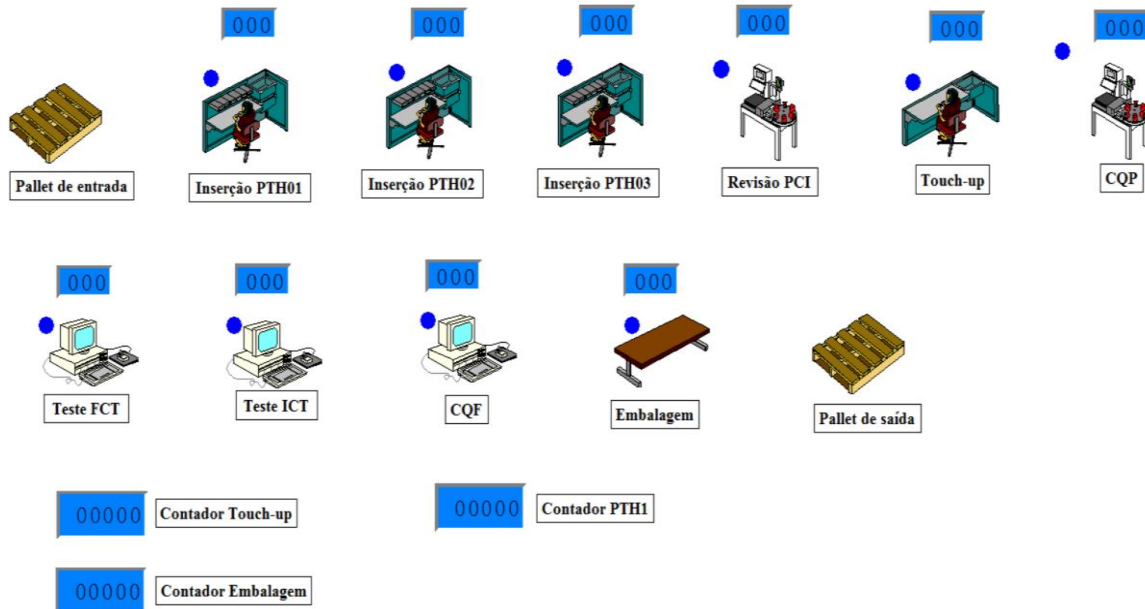 000 000 000 000 000 000
Pallet de entrada Inserção PTH01 Inserção PTH02 Inserção PTH03 Revisão PCI Touch-up CQP
000 000 000 000
Teste FCT Teste ICT CQF Embalagem Pallet de saída
00000 Contador Touch-up 00000 Contador PTH1
00000 Contador Embalagem